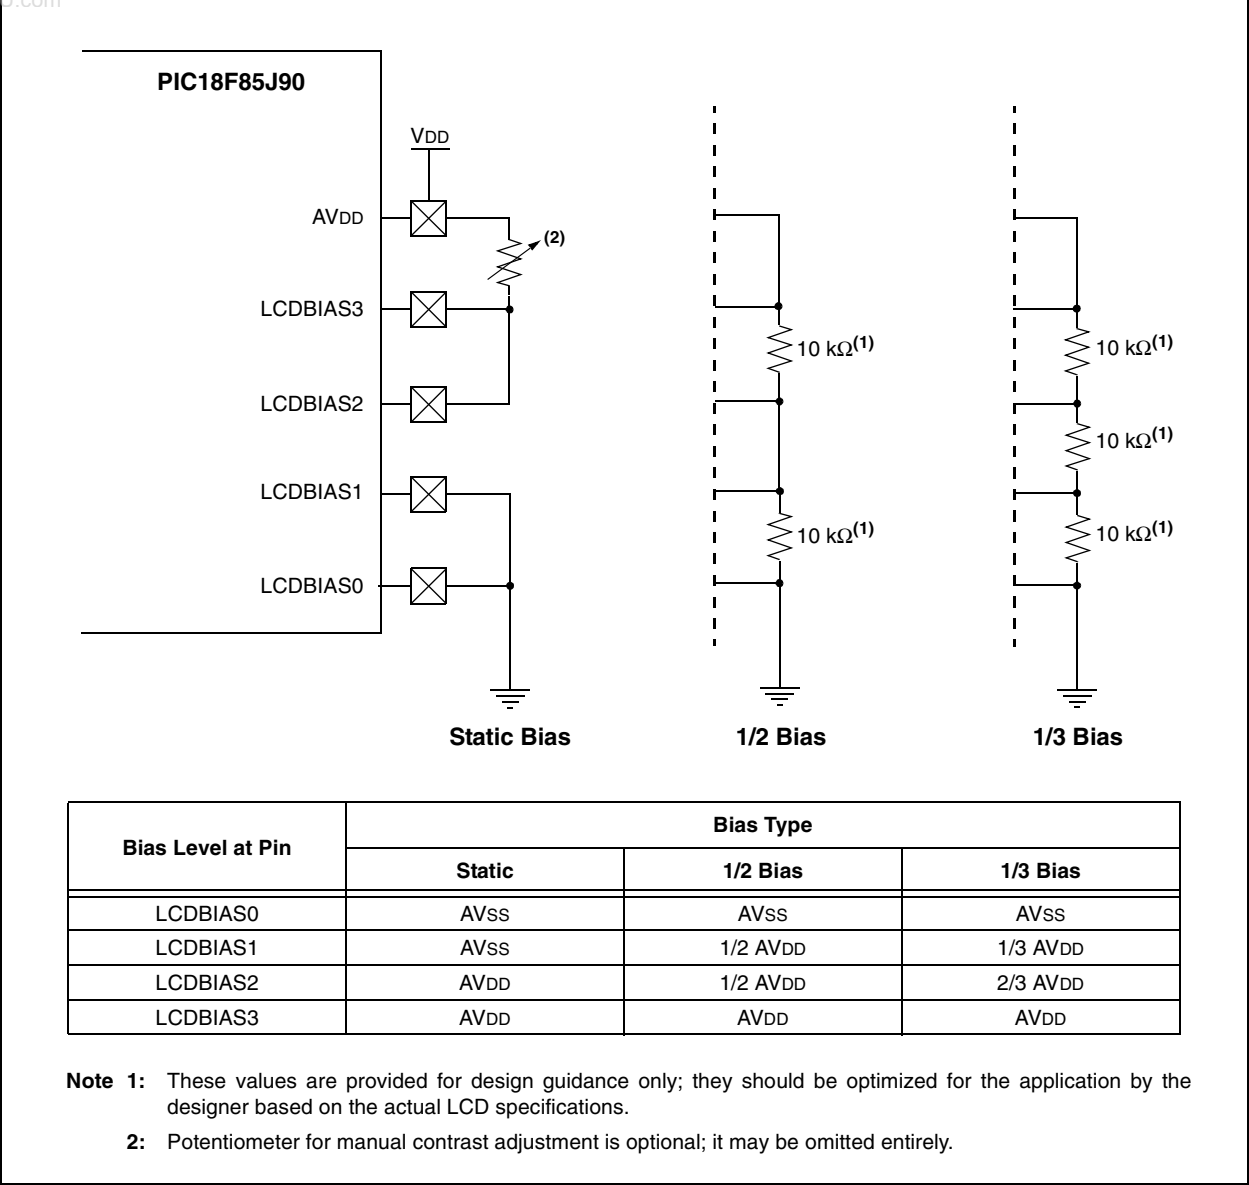 PIC18F85J90
VDD
AVDD
(2)
LCDBIAS3
LCDBIAS2
LCDBIAS1
LCDBIAS0
10 kΩ(1)
10 kΩ(1)
10 kΩ(1)
10 kΩ(1)
10 kΩ(1)
Static Bias
1/2 Bias
1/3 Bias
Bias Level at Pin
Bias Type
Static 1/2 Bias 1/3 Bias
LCDBIAS0 AVSS AVSS AVSS
LCDBIAS1 AVSS 1/2 AVDD 1/3 AVDD
LCDBIAS2 AVDD 1/2 AVDD 2/3 AVDD
LCDBIAS3 AVDD AVDD AVDD
Note 1: These values are provided for design guidance only; they should be optimized for the application by the
designer based on the actual LCD specifications.
2: Potentiometer for manual contrast adjustment is optional; it may be omitted entirely.